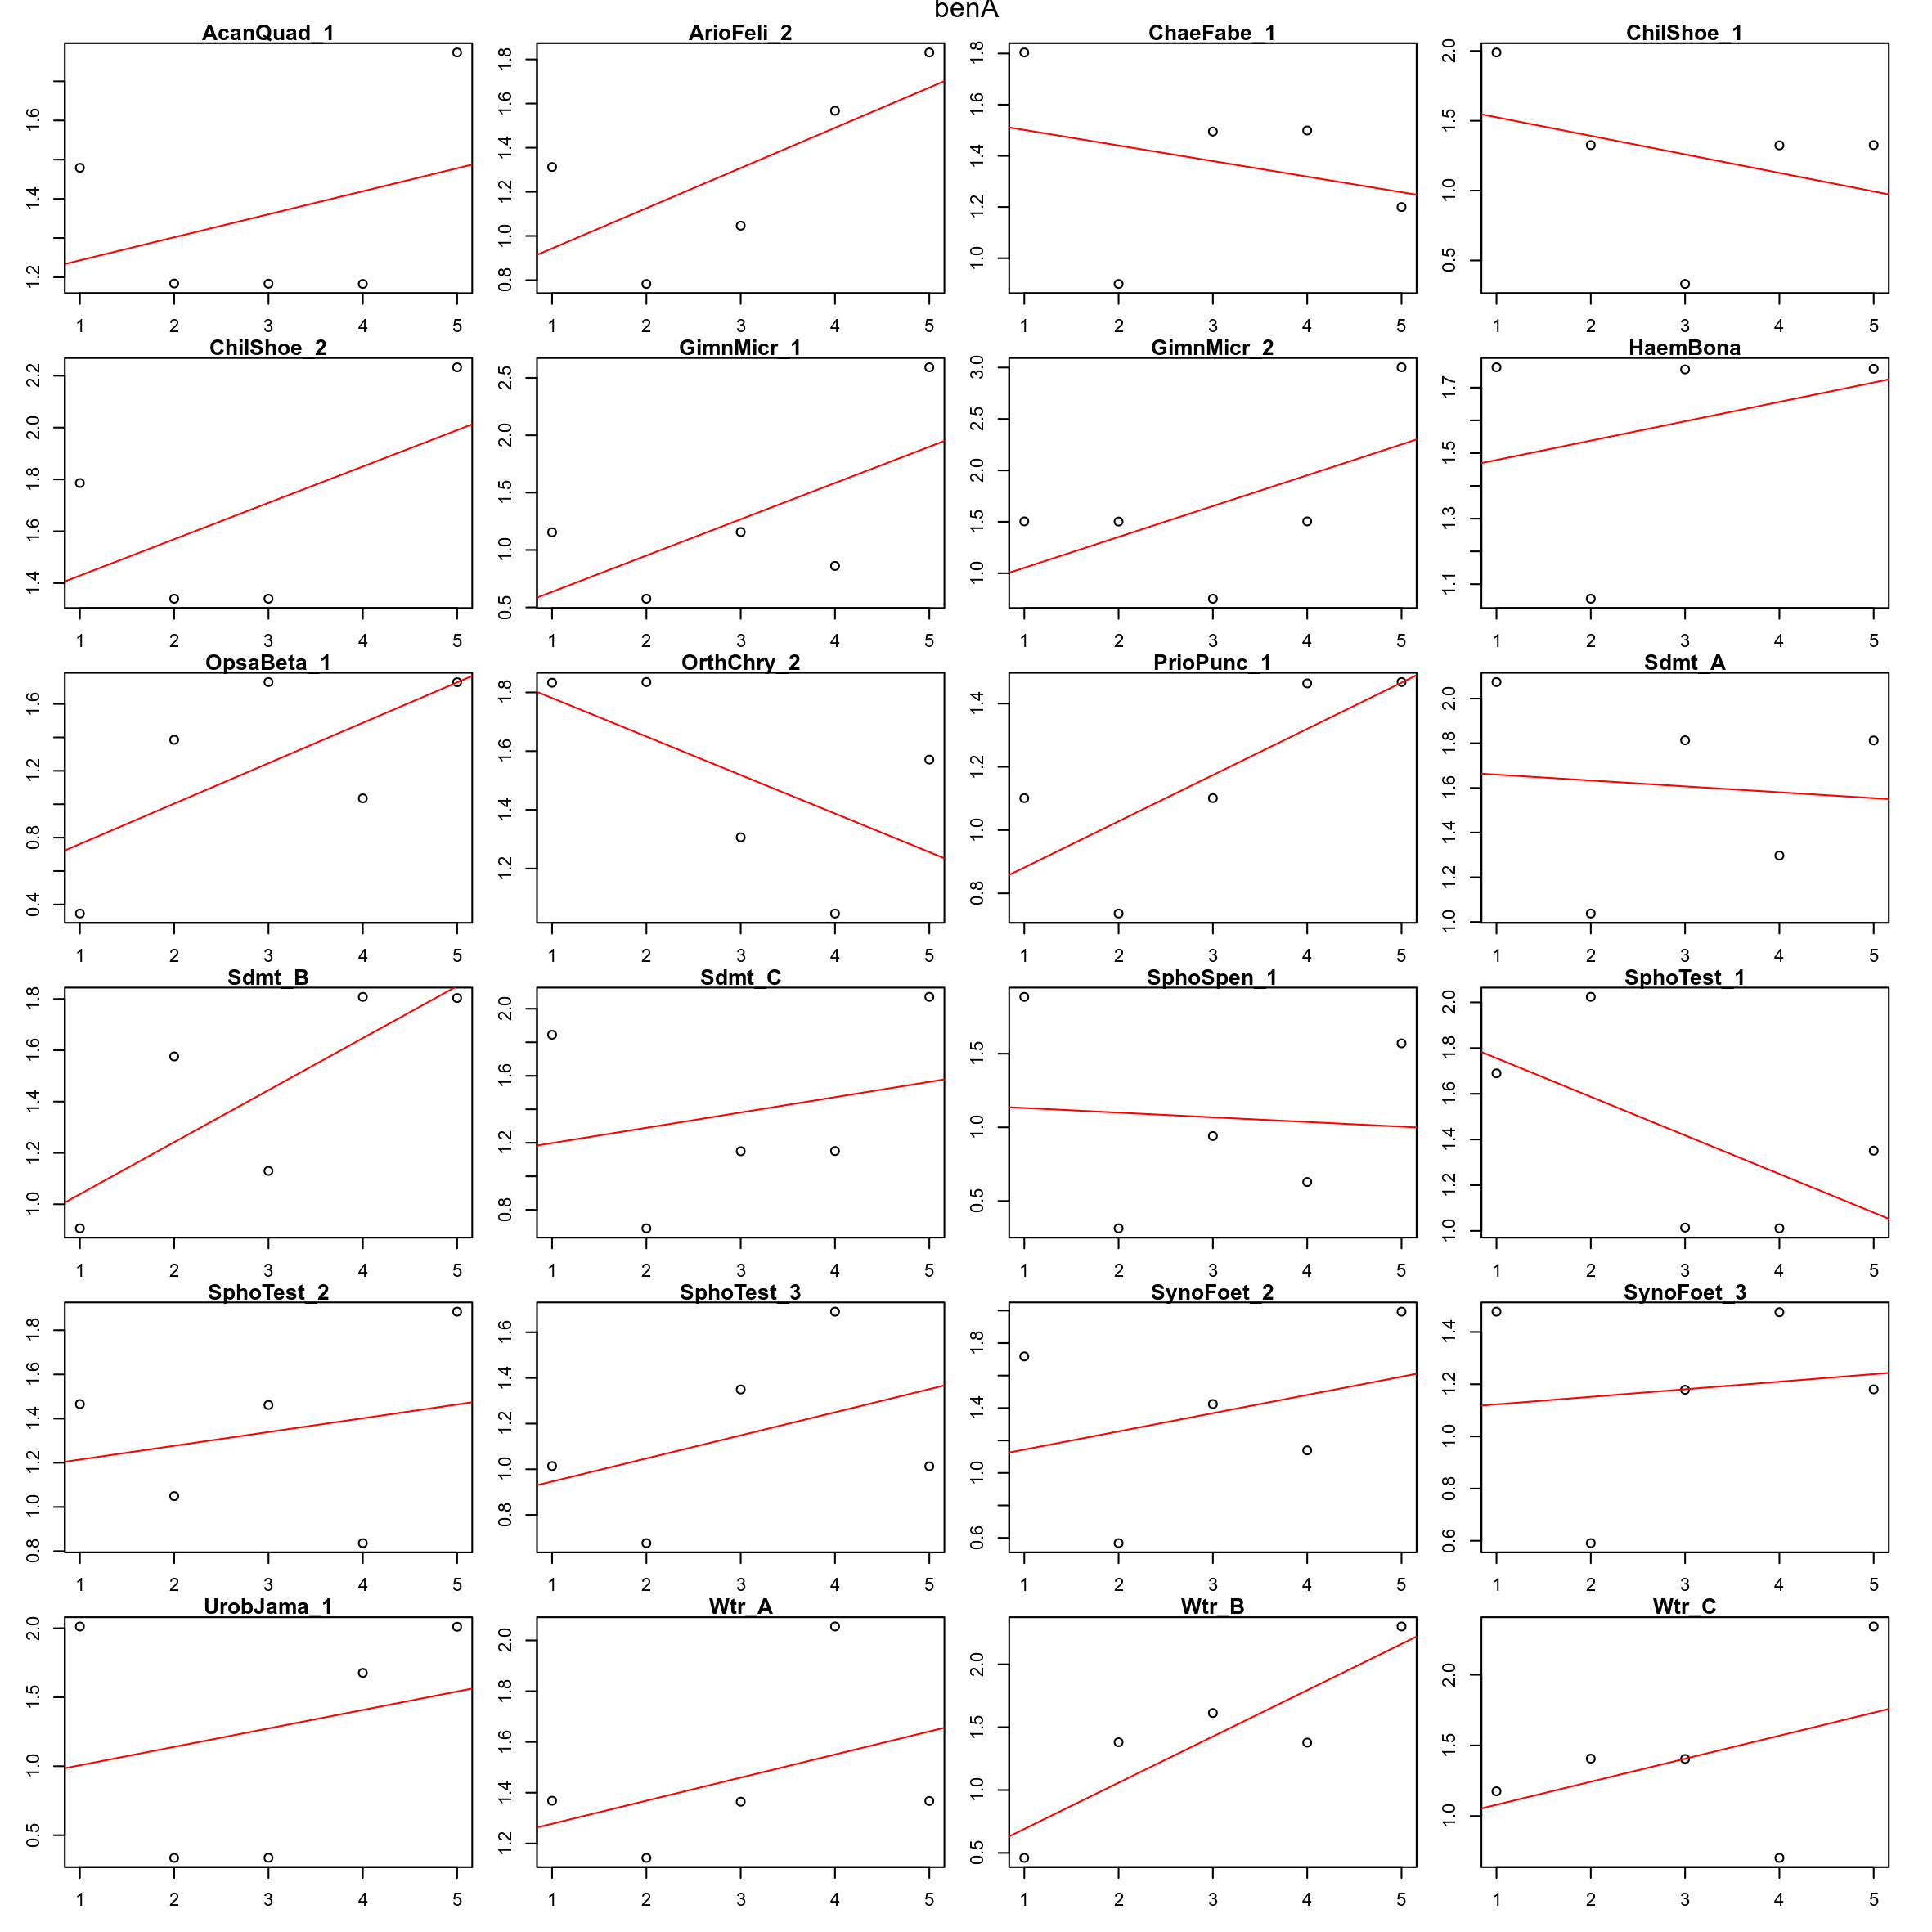 benA
AcanQuad_1
1.2 1.4 1.6
1 2 3 4 5
ArioFeli_2
0.8 1.0 1.2 1.4 1.6 1.8
1 2 3 4 5
ChaeFabe_1
1.0 1.2 1.4 1.6 1.8
1 2 3 4 5
ChilShoe_1
0.5 1.0 1.5 2.0
1 2 3 4 5
ChilShoe_2
1.4 1.6 1.8 2.0 2.2
1 2 3 4 5
GimnMicr_1
0.5 1.0 1.5 2.0 2.5
1 2 3 4 5
GimnMicr_2
1.0 1.5 2.0 2.5 3.0
1 2 3 4 5
HaemBona
1.1 1.3 1.5 1.7
1 2 3 4 5
OpsaBeta_1
0.4 0.8 1.2 1.6
1 2 3 4 5
OrthChry_2
1.2 1.4 1.6 1.8
1 2 3 4 5
PrioPunc_1
0.8 1.0 1.2 1.4
1 2 3 4 5
Sdmt_A
1.0 1.2 1.4 1.6 1.8 2.0
1 2 3 4 5
Sdmt_B
1.0 1.2 1.4 1.6 1.8
1 2 3 4 5
Sdmt_C
0.8 1.2 1.6 2.0
1 2 3 4 5
SphoSpen_1
0.5 1.0 1.5
1 2 3 4 5
SphoTest_1
1.0 1.2 1.4 1.6 1.8 2.0
1 2 3 4 5
SphoTest_2
0.8 1.0 1.2 1.4 1.6 1.8
1 2 3 4 5
SphoTest_3
0.8 1.0 1.2 1.4 1.6
1 2 3 4 5
SynoFoet_2
0.6 1.0 1.4 1.8
1 2 3 4 5
SynoFoet_3
0.6 0.8 1.0 1.2 1.4
1 2 3 4 5
UrobJama_1
0.5 1.0 1.5 2.0
1 2 3 4 5
Wtr_A
1.2 1.4 1.6 1.8 2.0
1 2 3 4 5
Wtr_B
0.5 1.0 1.5 2.0
1 2 3 4 5
Wtr_C
1.0 1.5 2.0
1 2 3 4 5